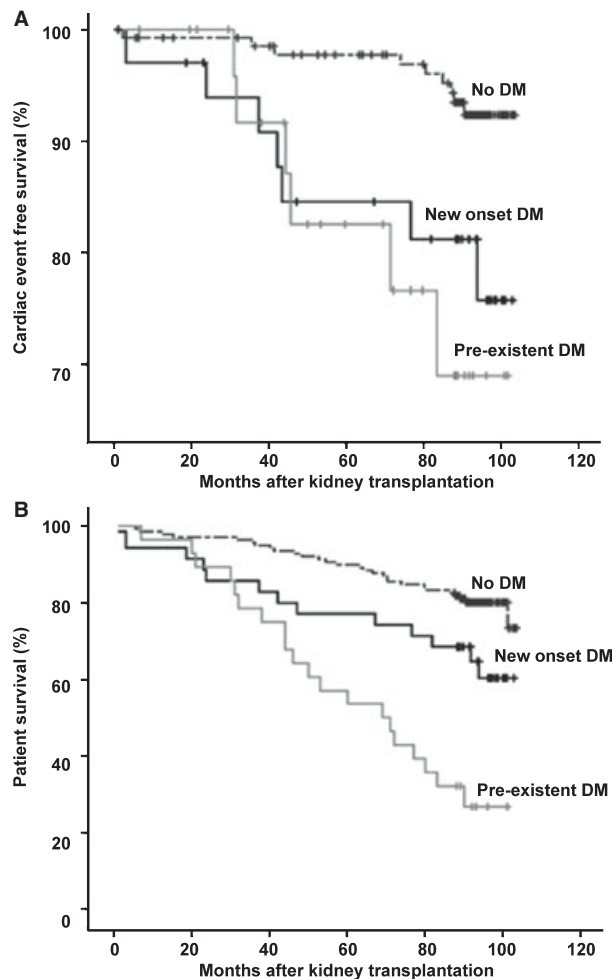 A
Cardiac event free survival (%)
100
90
80
70
No DM
New onset DM
Pre-existent DM
0 20 40 60 80 100 120
Months after kidney transplantation
B
Patient survival (%)
100
80
60
40
20
0
No DM
New onset DM
Pre-existent DM
0 20 40 60 80 100 120
Months after kidney transplantation